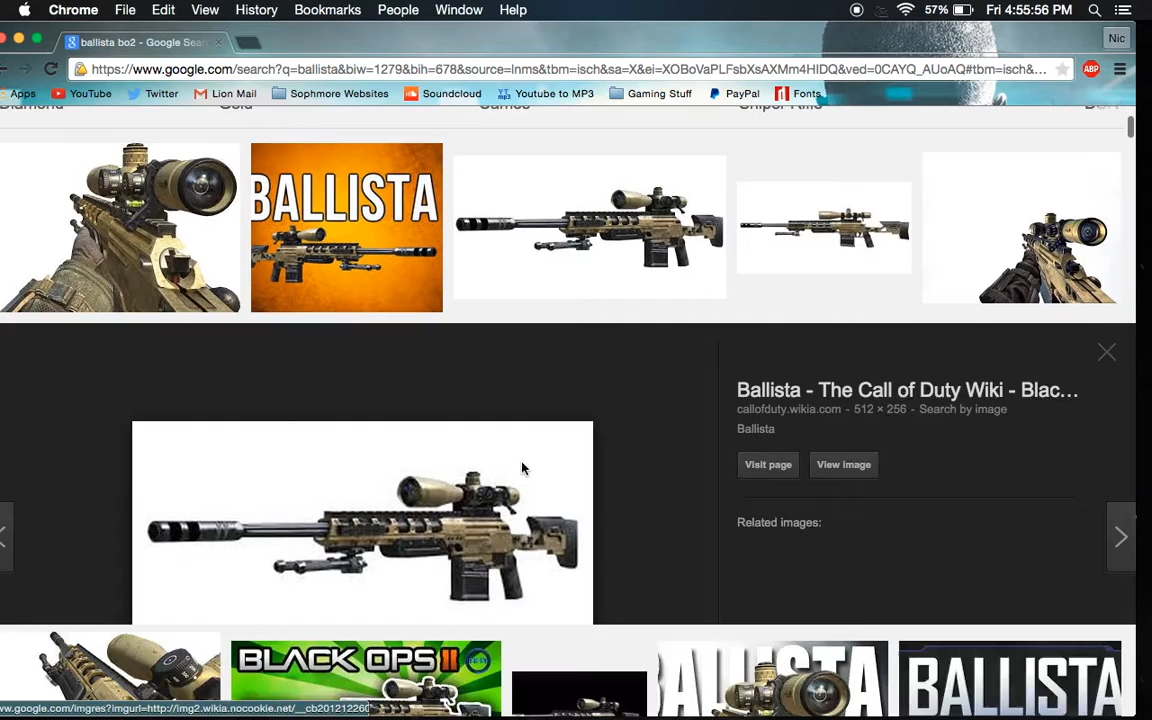 Chrome File Edit View History Bookmarks People Window Help 57% Fri 4:55:56 PM
ballista bo2 - Google Sear Nic
https://www.google.com/search?q=ballista&biw=1279&bih=678&source=lnms&tbm=isch&sa=X&ei=XOBoVaPLFsbXsAXMm4HIDQ&ved=0CAYQ_AUoAQ#tbm=isch&... ABP
Apps YouTube Twitter Lion Mail Sophmore Websites Soundcloud Youtube to MP3 Gaming Stuff PayPal Fonts
Diamond Gold Games Sniper Rifle
BALLISTA
Ballista - The Call of Duty Wiki - Blac...
callofduty.wikia.com - 512 × 256 - Search by image
Ballista
Visit page View image
Related images:
BLACK OPS II
BALLISTA
BALLISTA
ww.google.com/imgres?imgurl=http://img2.wikia.nocookie.net/__cb201212260